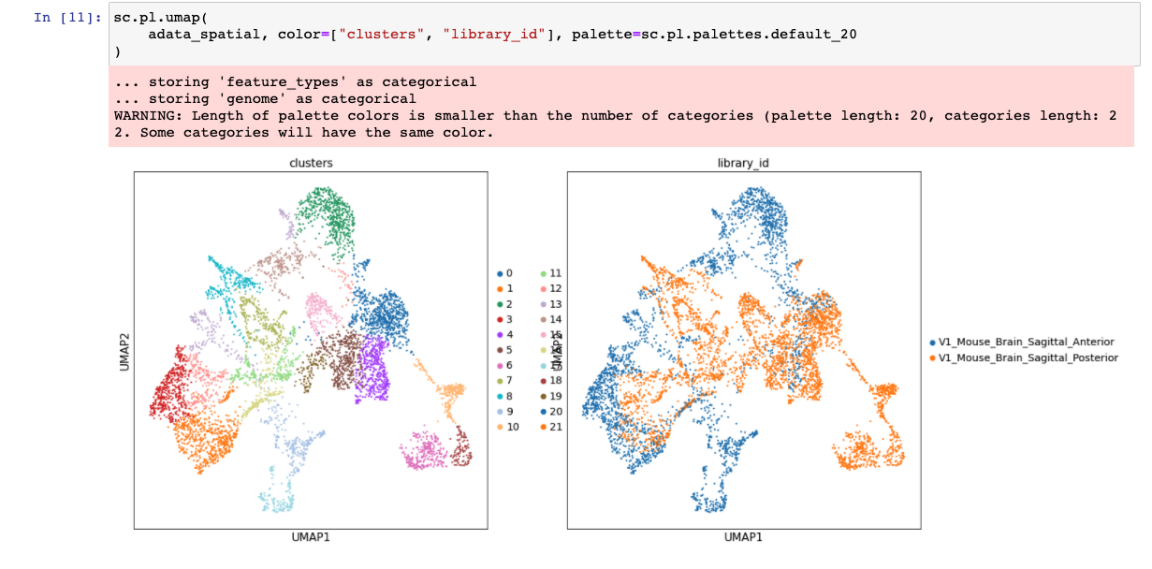 In [11]: sc.pl.umap(
    adata_spatial, color=["clusters", "library_id"], palette=sc.pl.palettes.default_20
)
... storing 'feature_types' as categorical
... storing 'genome' as categorical
WARNING: Length of palette colors is smaller than the number of categories (palette length: 20, categories length: 2
2. Some categories will have the same color.
clusters
UMAP2
UMAP1
0
1
2
3
4
5
6
7
8
9
10
11
12
13
14
15
18
19
20
21
library_id
UMAP2
UMAP1
V1_Mouse_Brain_Sagittal_Anterior
V1_Mouse_Brain_Sagittal_Posterior